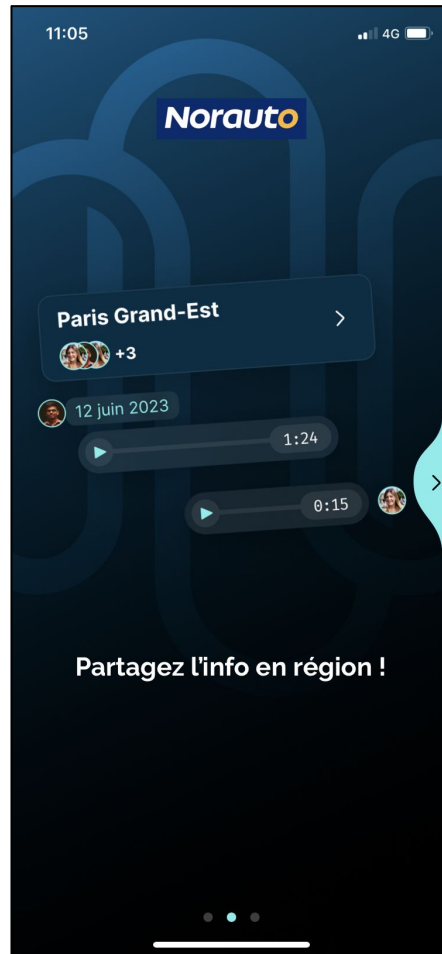 11:05
4G
Norauto
Paris Grand-Est
+3
12 juin 2023
1:24
0:15
Partagez l’info en région !